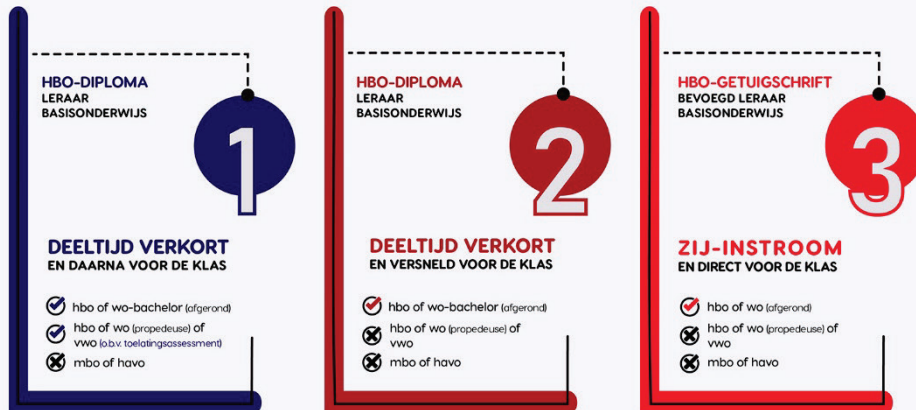 HBO-DIPLOMA
LERAAR
BASISONDERWIJS
1
DEELTIJD VERKORT
EN DAARNA VOOR DE KLAS
hbo of wo-bachelor (afgerond)
hbo of wo (propedeuse) of
vwo (o.b.v. toelatingsassessment)
mbo of havo
HBO-DIPLOMA
LERAAR
BASISONDERWIJS
2
DEELTIJD VERKORT
EN VERSNELD VOOR DE KLAS
hbo of wo-bachelor (afgerond)
hbo of wo (propedeuse) of
vwo
mbo of havo
HBO-GETUIGSCHRIFT
BEVOEGD LERAAR
BASISONDERWIJS
3
ZIJ-INSTROOM
EN DIRECT VOOR DE KLAS
hbo of wo (afgerond)
hbo of wo (propedeuse) of
vwo
mbo of havo